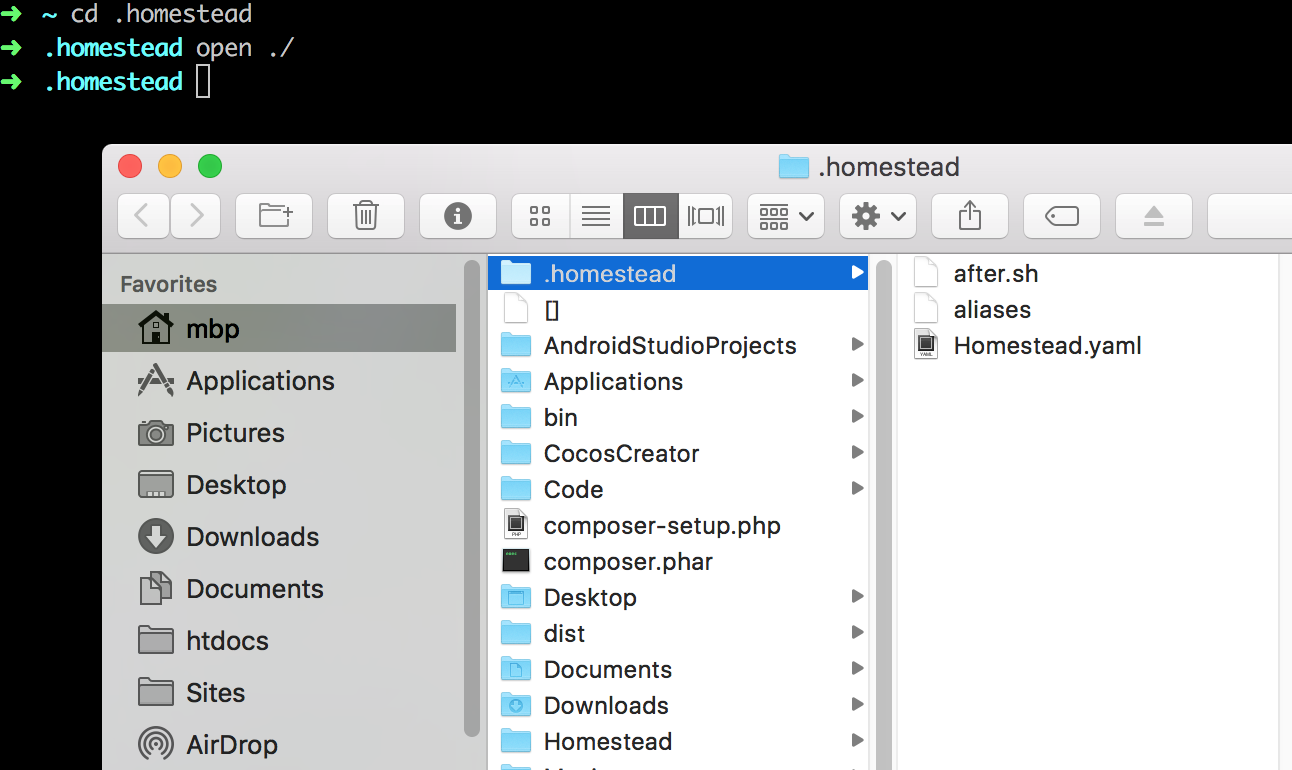 ➜ ~ cd .homestead
➜ .homestead open ./
➜ .homestead
.homestead
Favorites
mbp
Applications
Pictures
Desktop
Downloads
Documents
htdocs
Sites
AirDrop
.homestead
[]
AndroidStudioProjects
Applications
bin
CocosCreator
Code
composer-setup.php
composer.phar
Desktop
dist
Documents
Downloads
Homestead
after.sh
aliases
Homestead.yaml